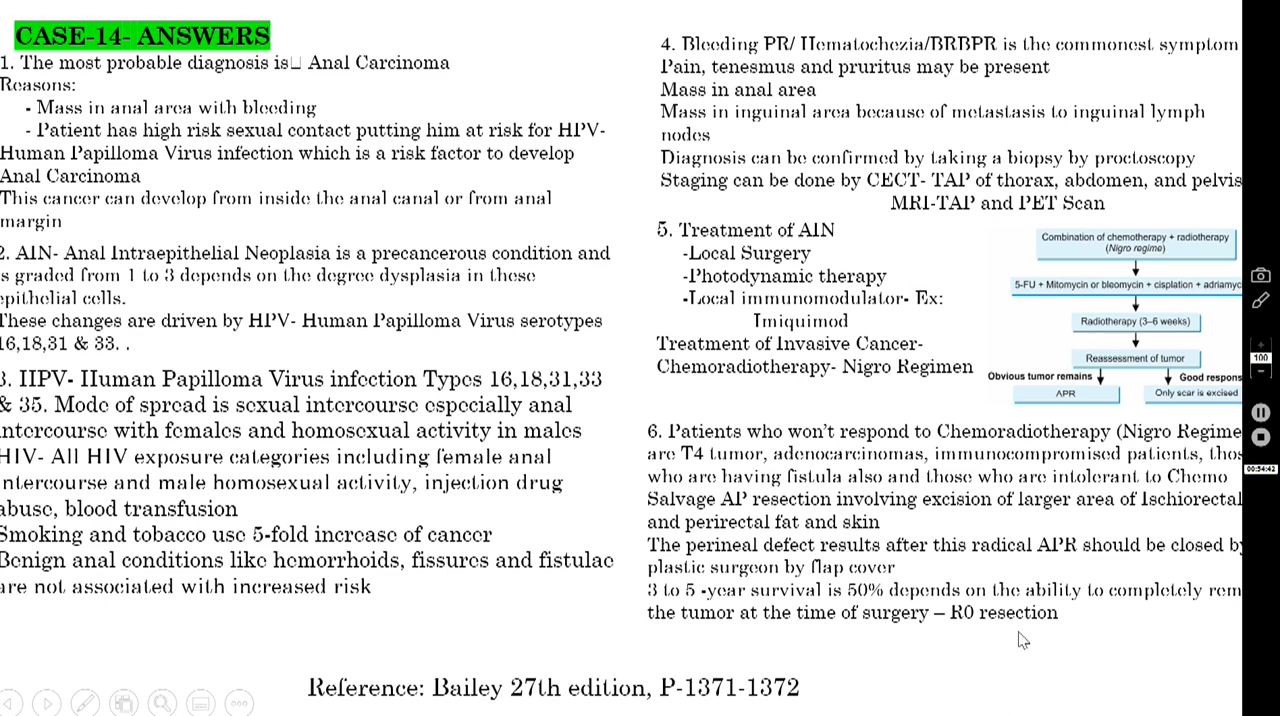 CASE-14- ANSWERS
1. The most probable diagnosis is□ Anal Carcinoma
Reasons:
- Mass in anal area with bleeding
- Patient has high risk sexual contact putting him at risk for HPV-
Human Papilloma Virus infection which is a risk factor to develop
Anal Carcinoma
This cancer can develop from inside the anal canal or from anal
margin
2. AIN- Anal Intraepithelial Neoplasia is a precancerous condition and
is graded from 1 to 3 depends on the degree dysplasia in these
epithelial cells.
These changes are driven by HPV- Human Papilloma Virus serotypes
16,18,31 & 33. .
3. HPV- Human Papilloma Virus infection Types 16,18,31,33
& 35. Mode of spread is sexual intercourse especially anal
intercourse with females and homosexual activity in males
HIV- All HIV exposure categories including female anal
intercourse and male homosexual activity, injection drug
abuse, blood transfusion
Smoking and tobacco use 5-fold increase of cancer
Benign anal conditions like hemorrhoids, fissures and fistulae
are not associated with increased risk
4. Bleeding PR/ Hematochezia/BRBPR is the commonest symptom
Pain, tenesmus and pruritus may be present
Mass in anal area
Mass in inguinal area because of metastasis to inguinal lymph
nodes
Diagnosis can be confirmed by taking a biopsy by proctoscopy
Staging can be done by CECT- TAP of thorax, abdomen, and pelvis
MRI-TAP and PET Scan
5. Treatment of AIN
-Local Surgery
-Photodynamic therapy
-Local immunomodulator- Ex:
Imiquimod
Treatment of Invasive Cancer-
Chemoradiotherapy- Nigro Regimen
Combination of chemotherapy + radiotherapy
(Nigro regime)
5-FU + Mitomycin or bleomycin + cisplation + adriamyc
Radiotherapy (3–6 weeks)
Reassessment of tumor
Obvious tumor remains
Good respons
APR
Only scar is excised
6. Patients who won't respond to Chemoradiotherapy (Nigro Regime
are T4 tumor, adenocarcinomas, immunocompromised patients, thos
who are having fistula also and those who are intolerant to Chemo
Salvage AP resection involving excision of larger area of Ischiorectal
and perirectal fat and skin
The perineal defect results after this radical APR should be closed by
plastic surgeon by flap cover
3 to 5 -year survival is 50% depends on the ability to completely rem
the tumor at the time of surgery – R0 resection
Reference: Bailey 27th edition, P-1371-1372
100
00:54:42